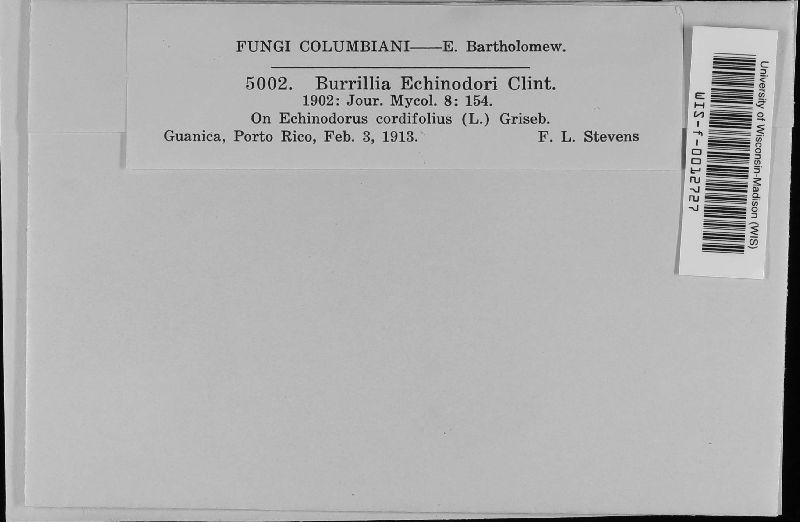 FUNGI COLUMBIANI——E. Bartholomew.
5002. Burrillia Echinodori Clint.
1902: Jour. Mycol. 8: 154.
On Echinodorus cordifolius (L.) Griseb.
Guanica, Porto Rico, Feb. 3, 1913. F. L. Stevens
University of Wisconsin-Madison (WIS)
WIS-f-0012727